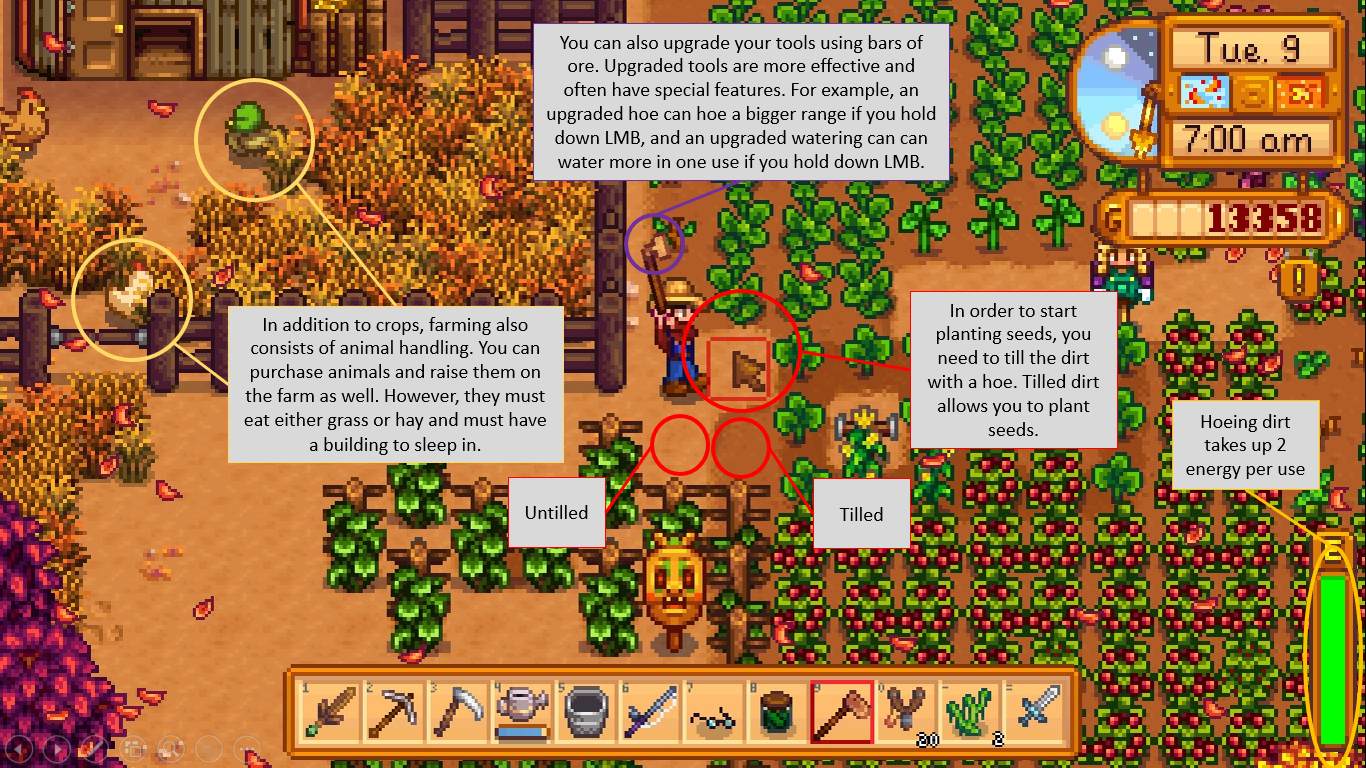 You can also upgrade your tools using bars of
ore. Upgraded tools are more effective and
often have special features. For example, an
upgraded hoe can hoe a bigger range if you hold
down LMB, and an upgraded watering can can
water more in one use if you hold down LMB.
Tue. 9
7:00 am
G 13358
!
In addition to crops, farming also
consists of animal handling. You can
purchase animals and raise them on
the farm as well. However, they must
eat either grass or hay and must have
a building to sleep in.
In order to start
planting seeds, you
need to till the dirt
with a hoe. Tilled dirt
allows you to plant
seeds.
Hoeing dirt
takes up 2
energy per use
Untilled
Tilled
E
1 2 3 4 5 6 7 8 9 0 - =
20 2